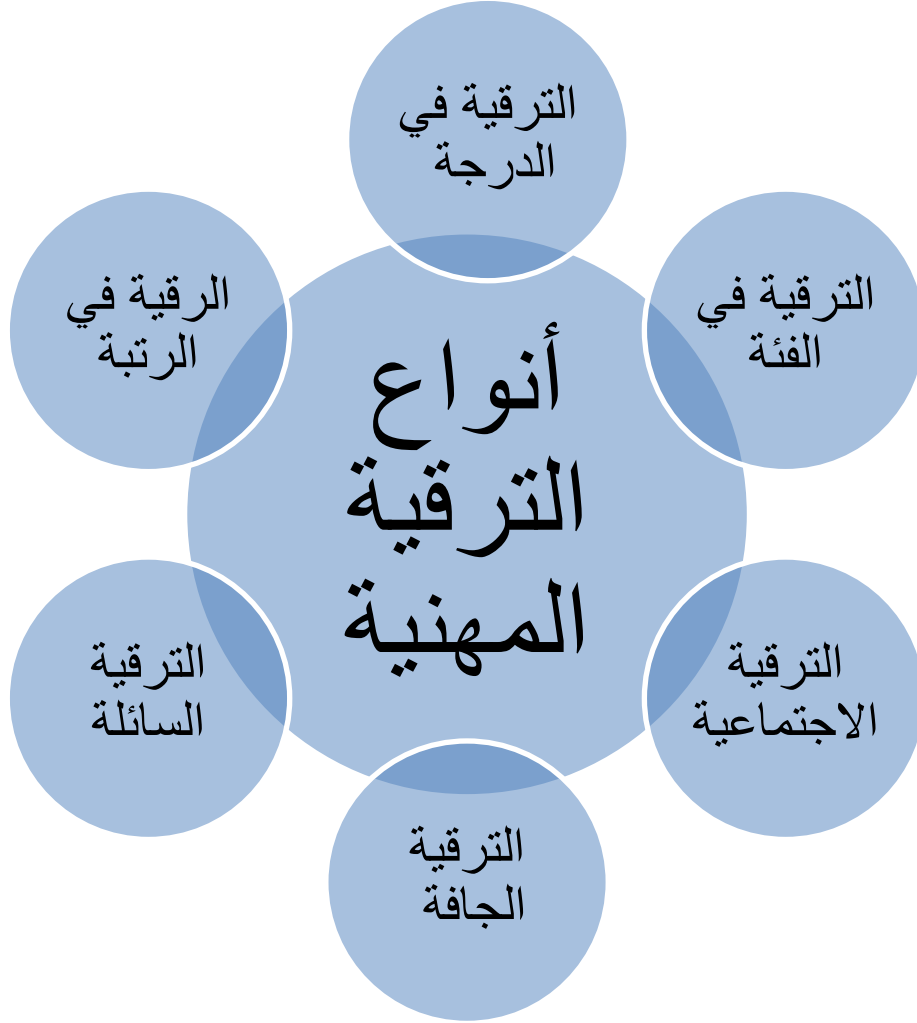 الترقية في
الدرجة
الترقية في
الفئة
الترقية
الاجتماعية
الترقية
الجافة
الترقية
السائلة
الرقية في
الرتبة
أنواع
الترقية
المهنية